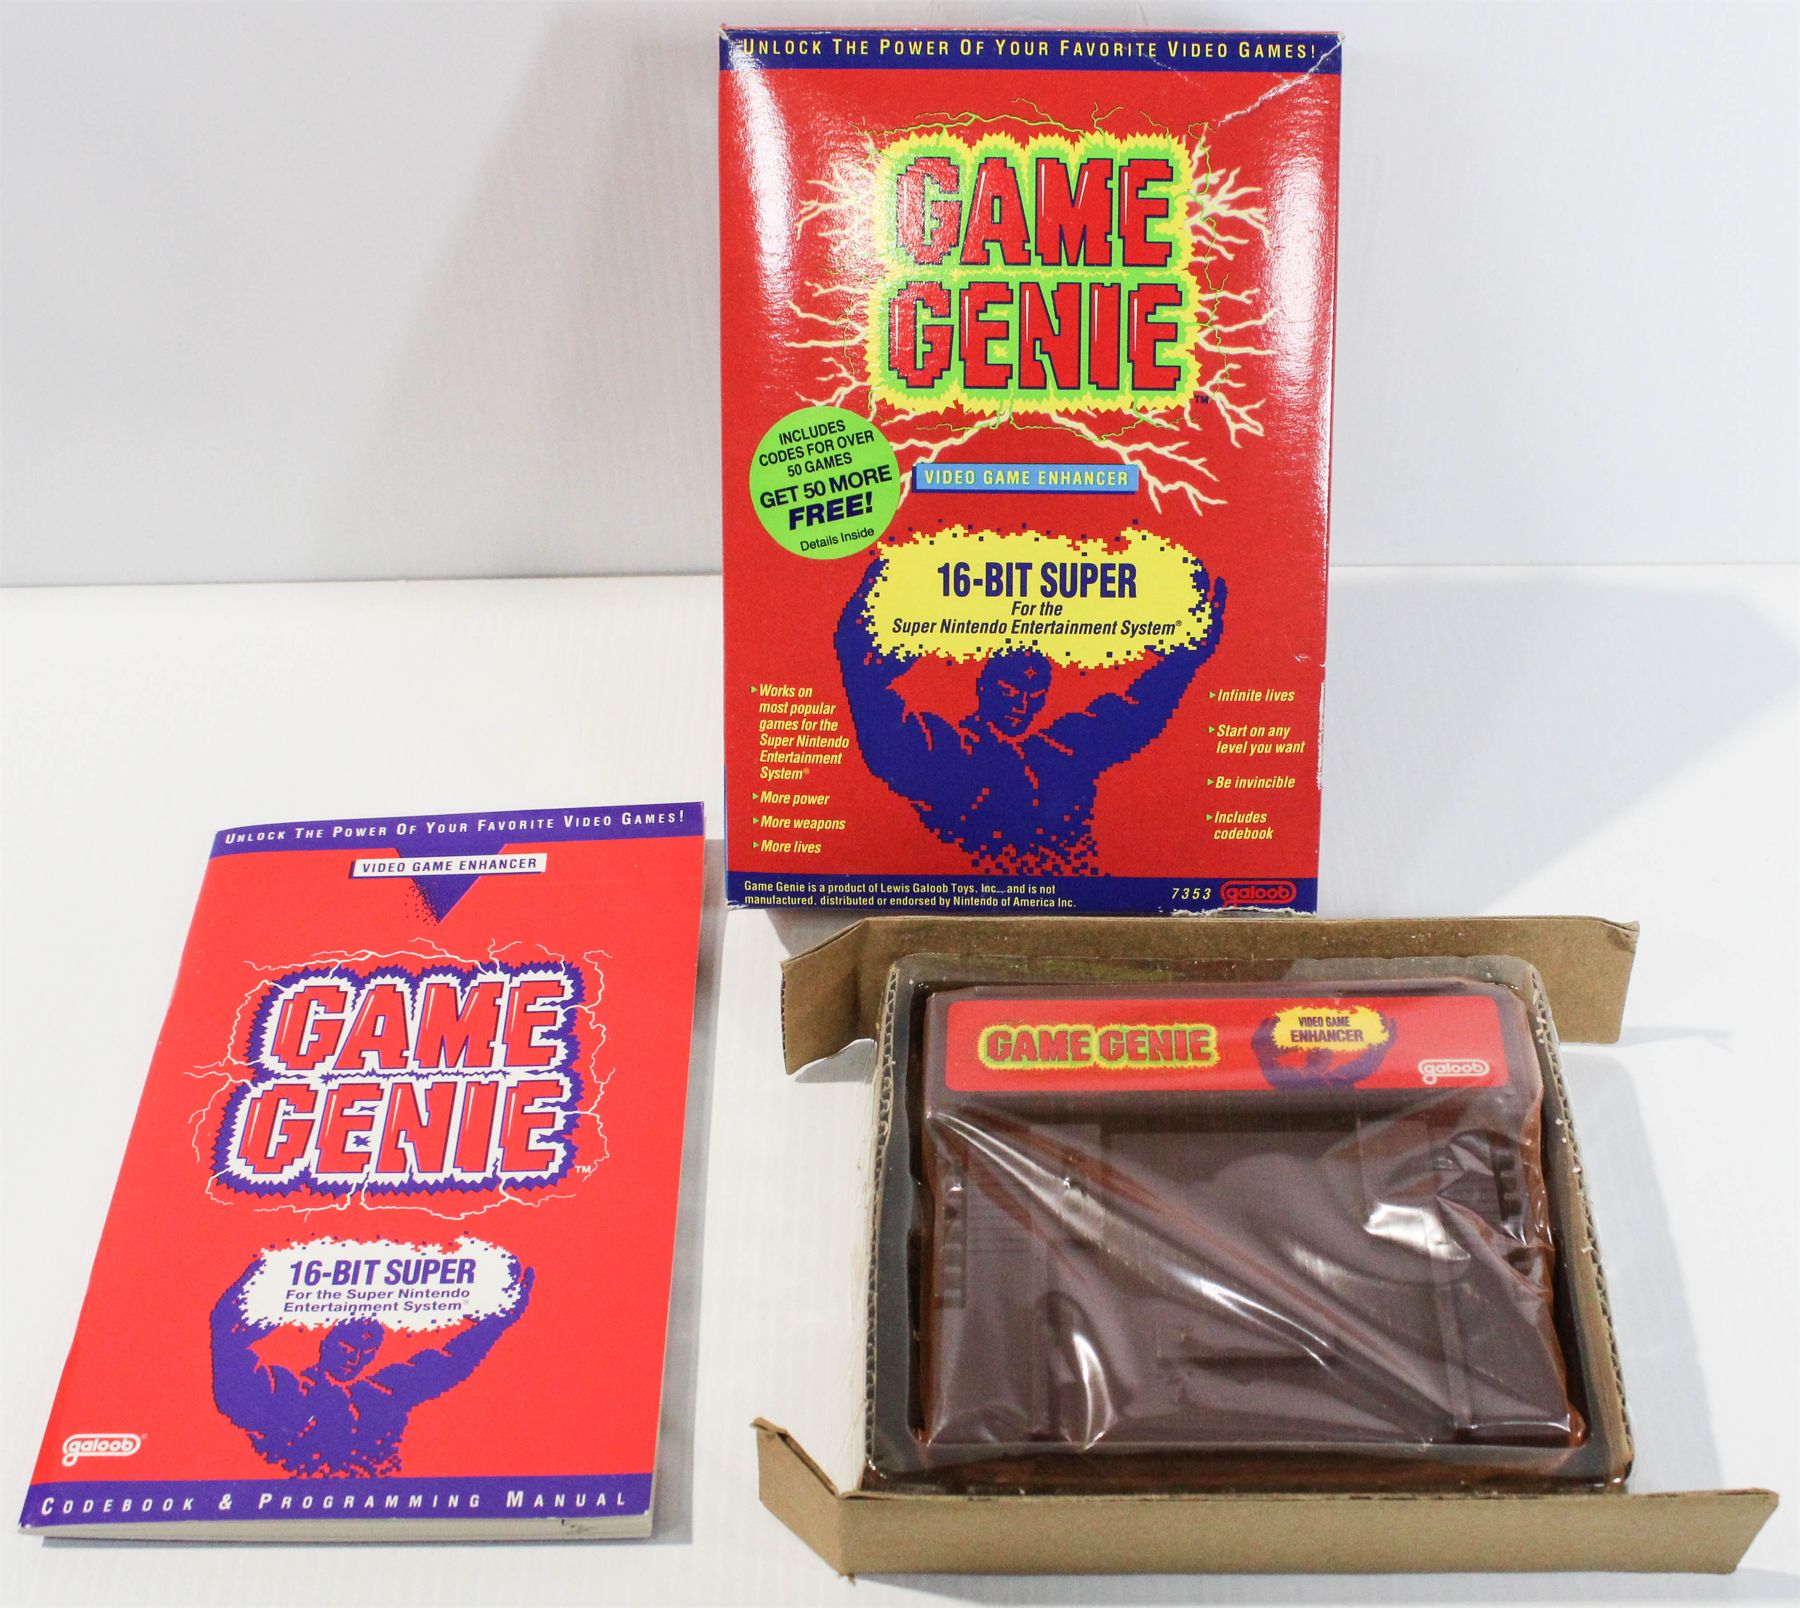 UNLOCK THE POWER OF YOUR FAVORITE VIDEO GAMES!
GAME
GENIE
TM
INCLUDES
CODES FOR OVER
50 GAMES
GET 50 MORE
FREE!
Details Inside
VIDEO GAME ENHANCER
16-BIT SUPER
For the
Super Nintendo Entertainment System®
Works on
most popular
games for the
Super Nintendo
Entertainment
System®
More power
More weapons
More lives
Infinite lives
Start on any
level you want
Be invincible
Includes
codebook
Game Genie is a product of Lewis Galoob Toys, Inc., and is not
manufactured, distributed or endorsed by Nintendo of America Inc.
7353 galoob
UNLOCK THE POWER OF YOUR FAVORITE VIDEO GAMES!
VIDEO GAME ENHANCER
GAME
GENIE
TM
16-BIT SUPER
For the Super Nintendo
Entertainment System®
galoob®
CODEBOOK & PROGRAMMING MANUAL
GAME GENIE
VIDEO GAME
ENHANCER
galoob